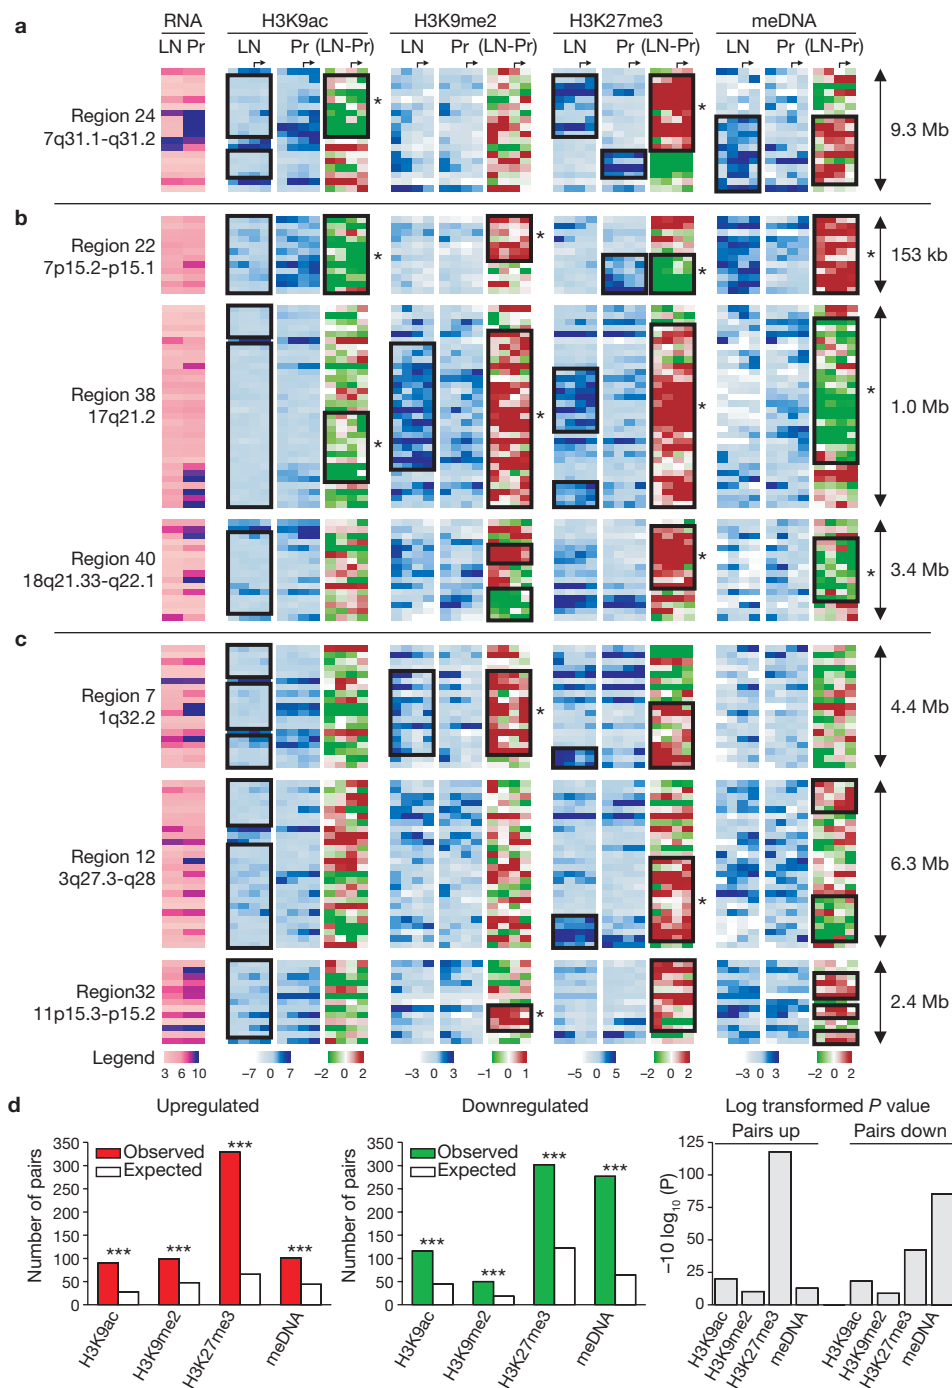 a
RNA
H3K9ac
H3K9me2
H3K27me3
meDNA
LN Pr
LN Pr (LN-Pr)
LN Pr (LN-Pr)
LN Pr (LN-Pr)
LN Pr (LN-Pr)
Region 24
7q31.1–q31.2
*
*
9.3 Mb
b
Region 22
7p15.2–p15.1
*
*
*
*
153 kb
Region 38
17q21.2
*
*
*
*
1.0 Mb
Region 40
18q21.33–q22.1
*
*
3.4 Mb
c
Region 7
1q32.2
*
4.4 Mb
Region 12
3q27.3–q28
*
6.3 Mb
Region32
11p15.3–p15.2
*
2.4 Mb
Legend
3 6 10
−7 0 7
−2 0 2
−3 0 3
−1 0 1
−5 0 5
−2 0 2
−3 0 3
−2 0 2
d
Upregulated
Number of pairs
350
300
250
200
150
100
50
0
Observed
Expected
***
***
***
***
H3K9ac
H3K9me2
H3K27me3
meDNA
Downregulated
Number of pairs
350
300
250
200
150
100
50
0
Observed
Expected
***
***
***
***
H3K9ac
H3K9me2
H3K27me3
meDNA
Log transformed P value
Pairs up
Pairs down
−10 log10 (P)
125
100
75
50
25
0
H3K9ac
H3K9me2
H3K27me3
meDNA
H3K9ac
H3K9me2
H3K27me3
meDNA